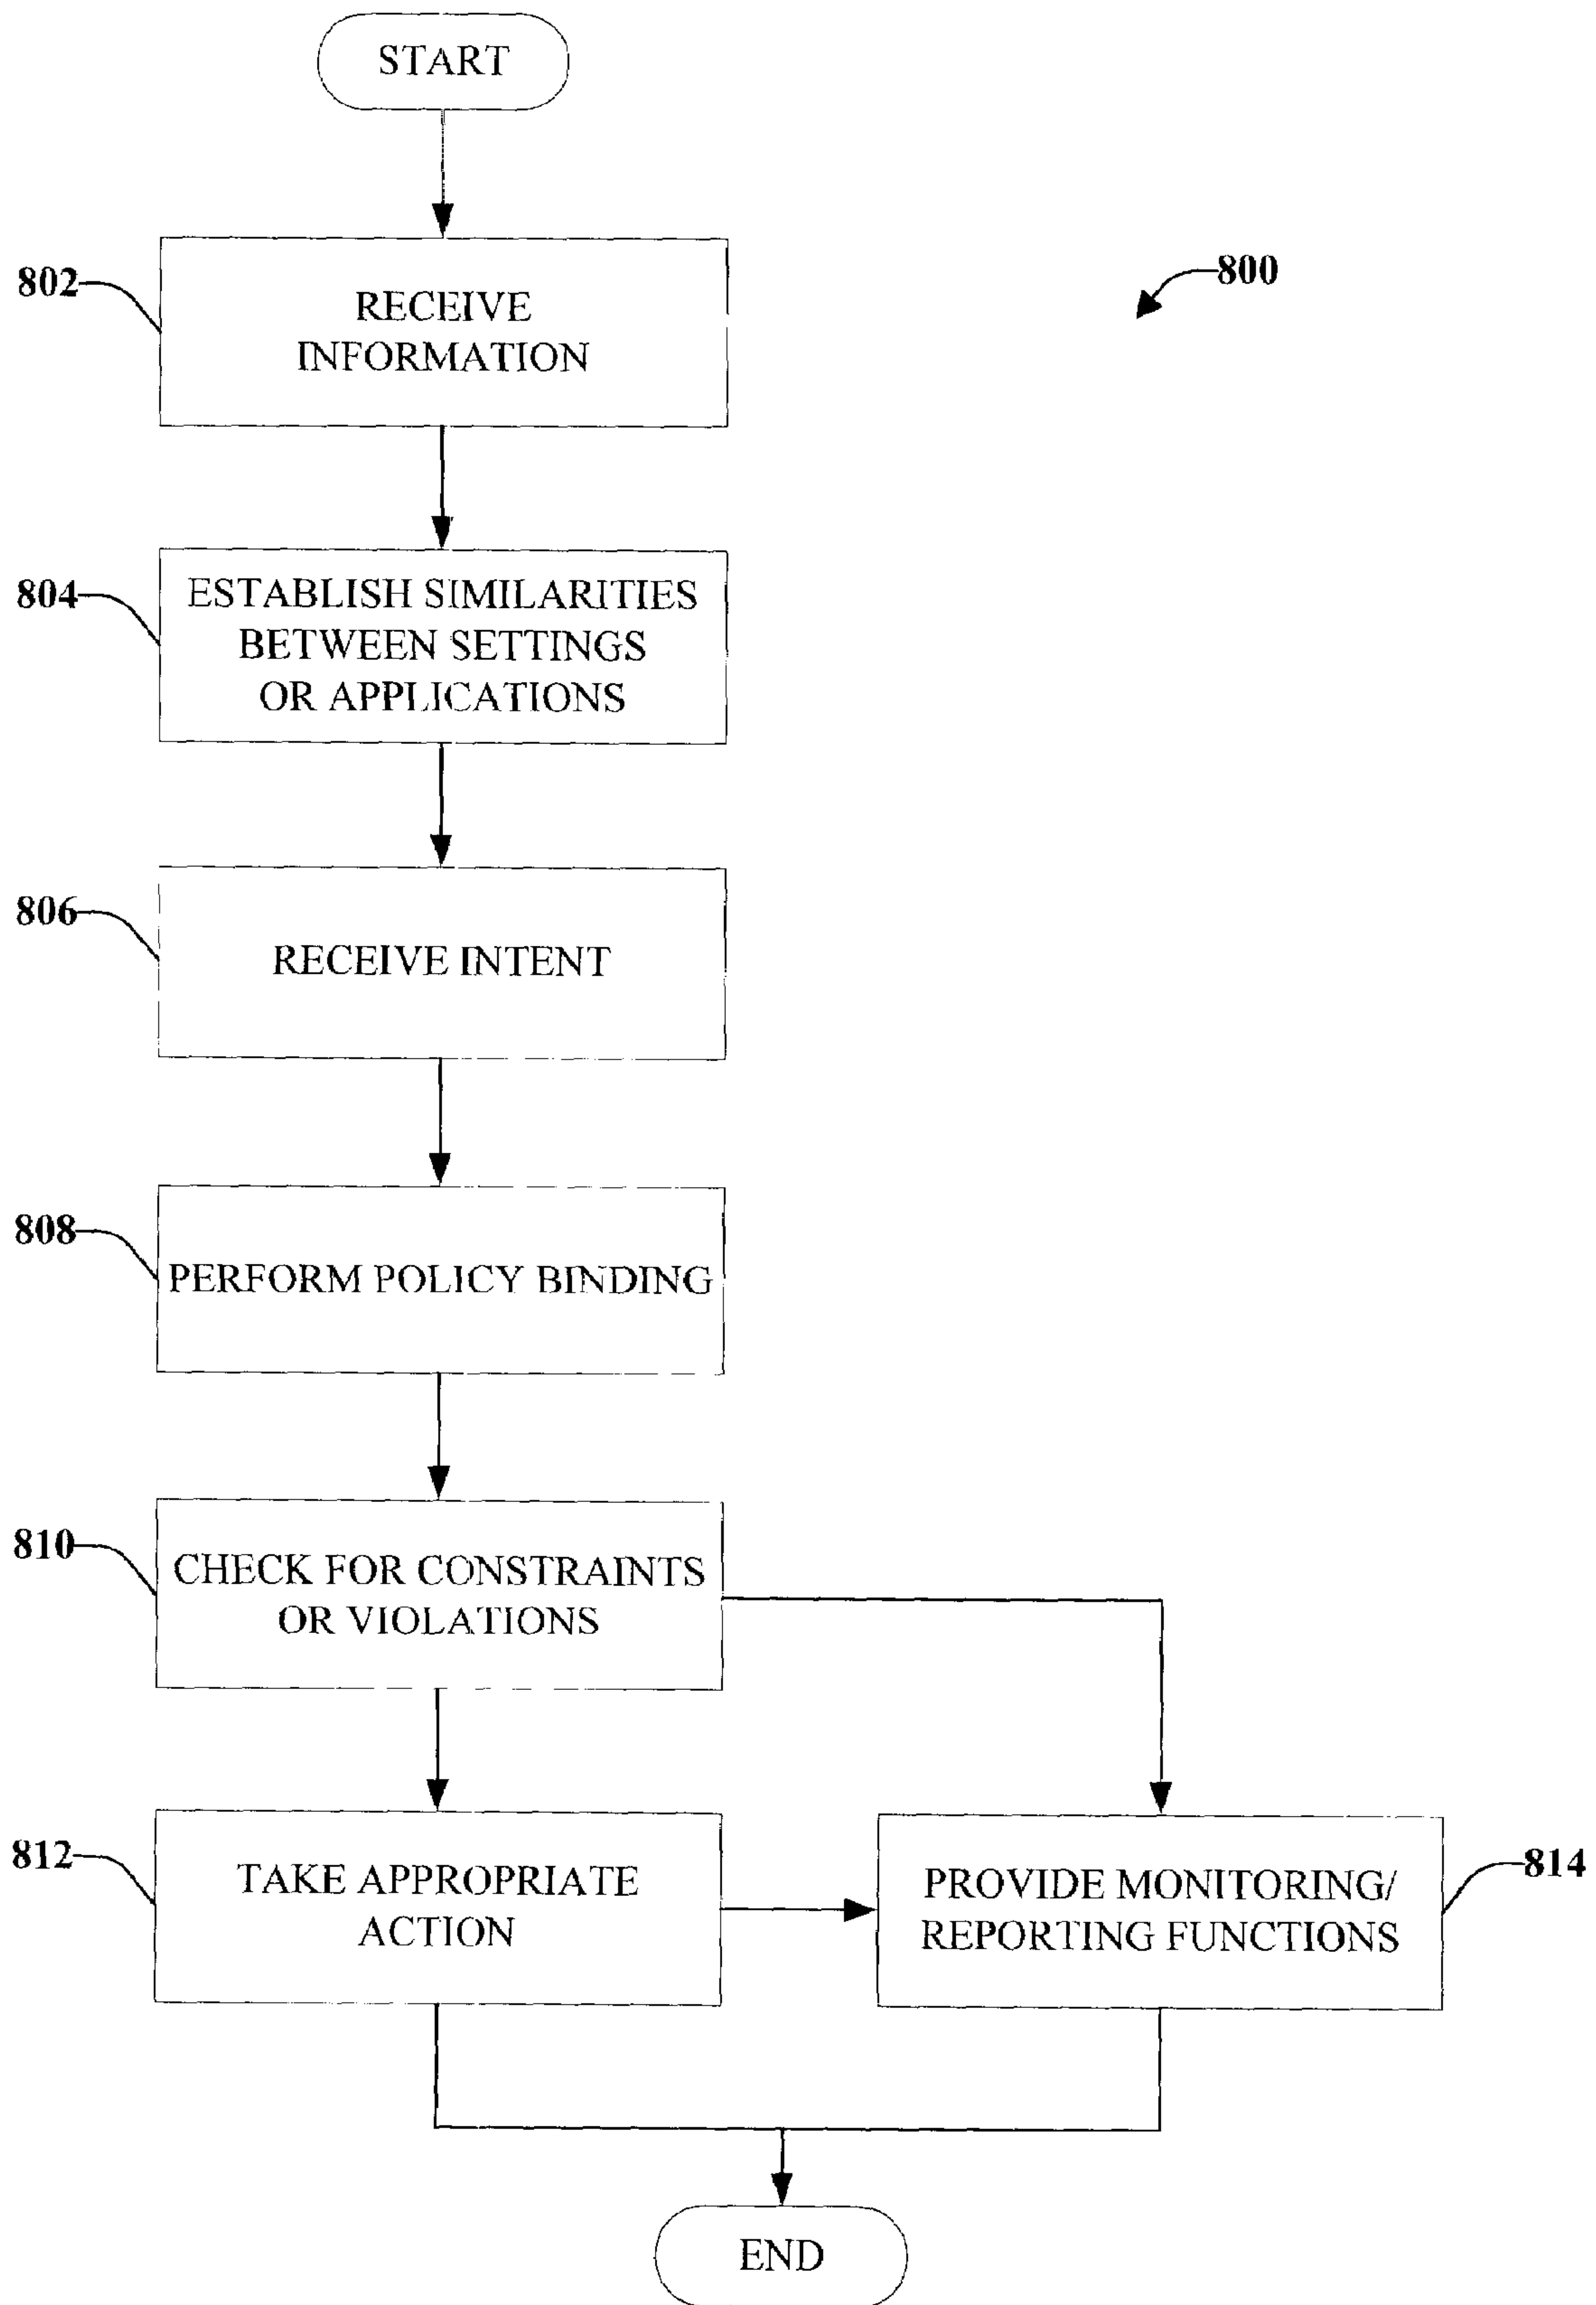 START
802
RECEIVE
INFORMATION
800
804
ESTABLISH SIMILARITIES
BETWEEN SETTINGS
OR APPLICATIONS
806
RECEIVE INTENT
808
PERFORM POLICY BINDING
810
CHECK FOR CONSTRAINTS
OR VIOLATIONS
812
TAKE APPROPRIATE
ACTION
PROVIDE MONITORING/
REPORTING FUNCTIONS
814
END